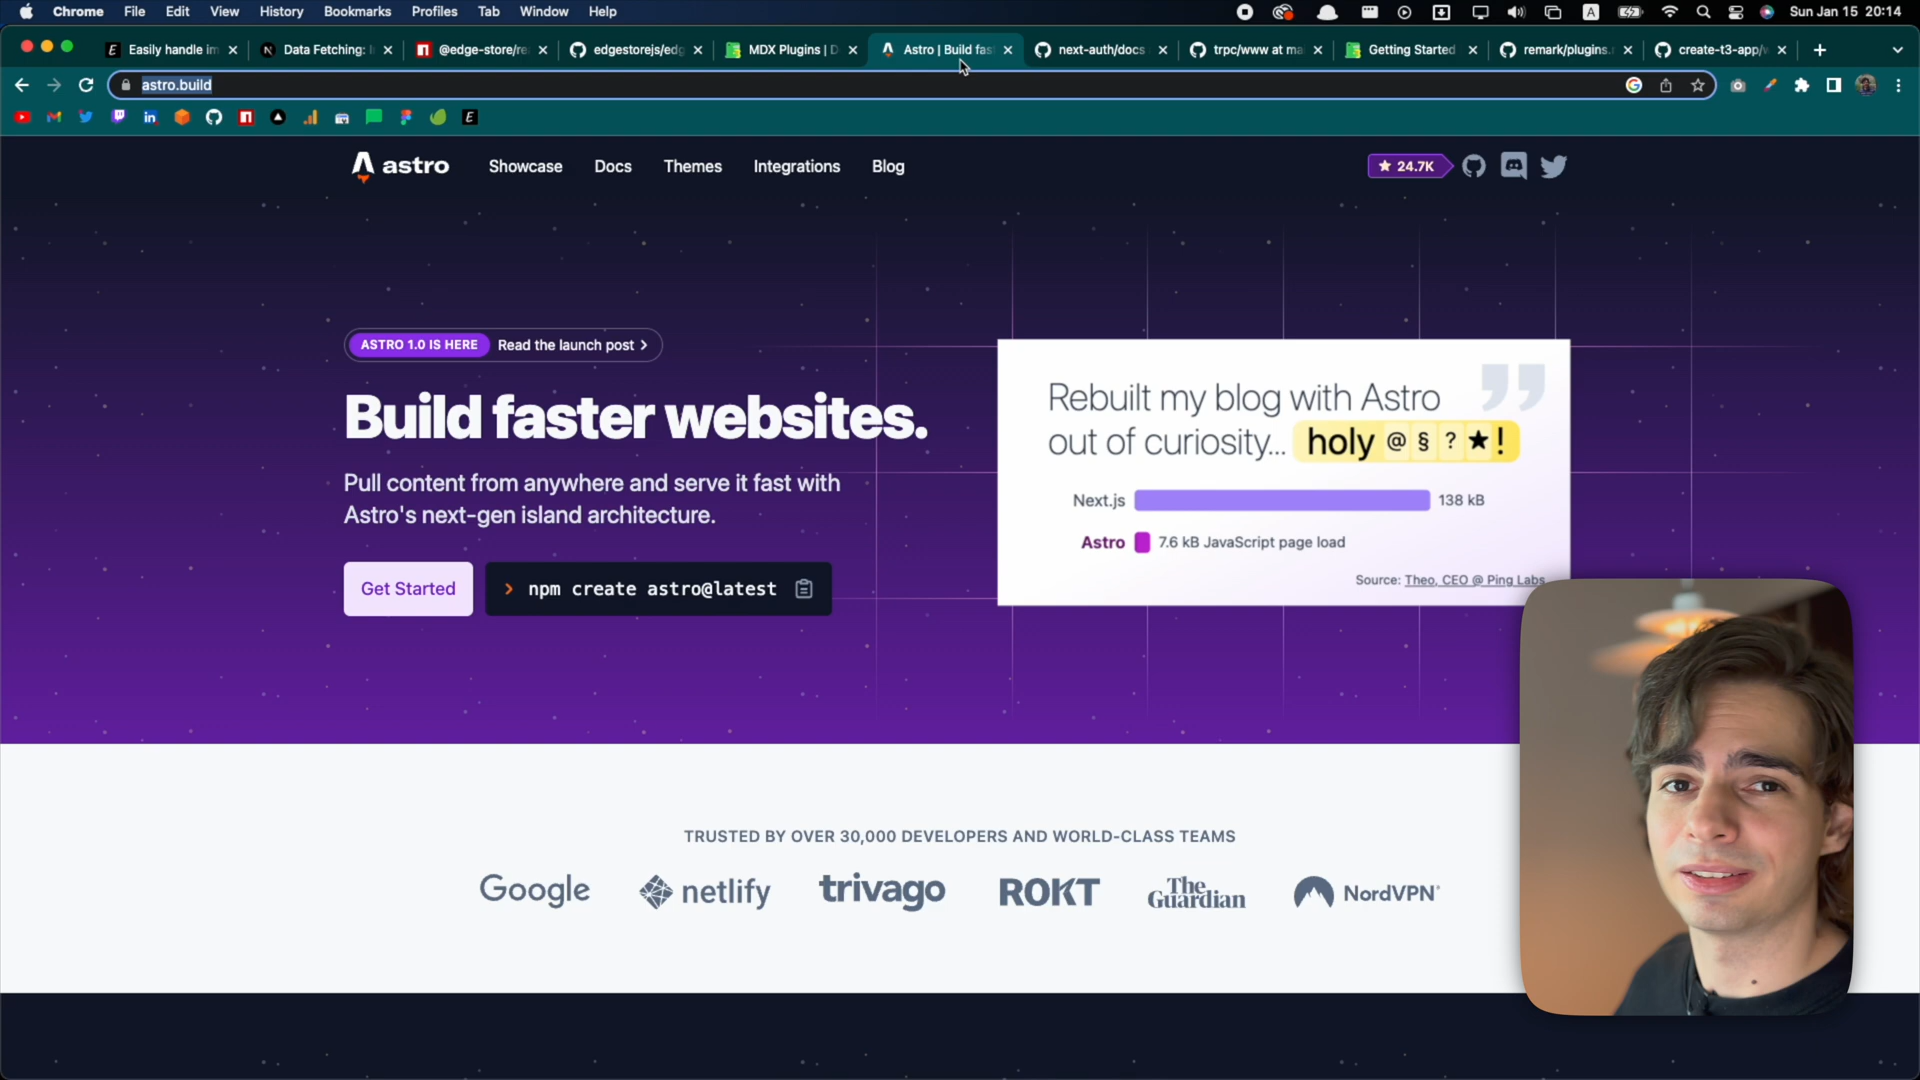 Chrome File Edit View History Bookmarks Profiles Tab Window Help
A Sun Jan 15 20:14
Easily handle im
Data Fetching: I
@edge-store/re
edgestorejs/edg
MDX Plugins | D
Astro | Build fas
next-auth/docs
trpc/www at ma
Getting Started
remark/plugins.
create-t3-app/
astro.build
astro
Showcase Docs Themes Integrations Blog
24.7K
ASTRO 1.0 IS HERE Read the launch post
Build faster websites.
Pull content from anywhere and serve it fast with
Astro's next-gen island architecture.
Get Started
> npm create astro@latest
Rebuilt my blog with Astro
out of curiosity... holy @ § ? ★ !
Next.js 138 kB
Astro 7.6 kB JavaScript page load
Source: Theo, CEO @ Ping Labs
TRUSTED BY OVER 30,000 DEVELOPERS AND WORLD-CLASS TEAMS
Google netlify trivago ROKT The Guardian NordVPN